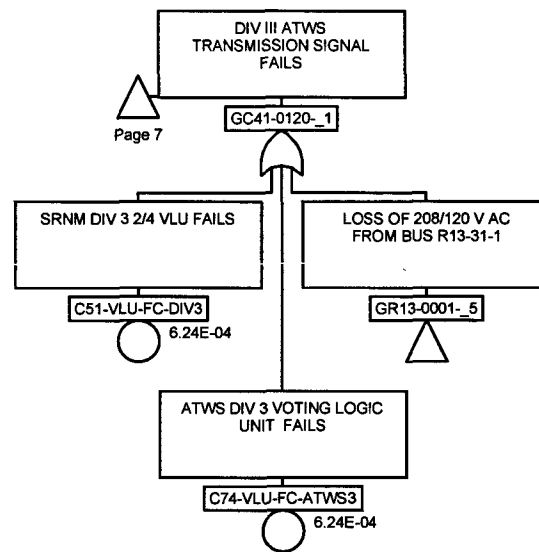 DIV III ATWS
TRANSMISSION SIGNAL
FAILS
Page 7
GC41-0120-_1
SRNM DIV 3 2/4 VLU FAILS
C51-VLU-FC-DIV3
6.24E-04
LOSS OF 208/120 V AC
FROM BUS R13-31-1
GR13-0001-_5
ATWS DIV 3 VOTING LOGIC
UNIT FAILS
C74-VLU-FC-ATWS3
6.24E-04